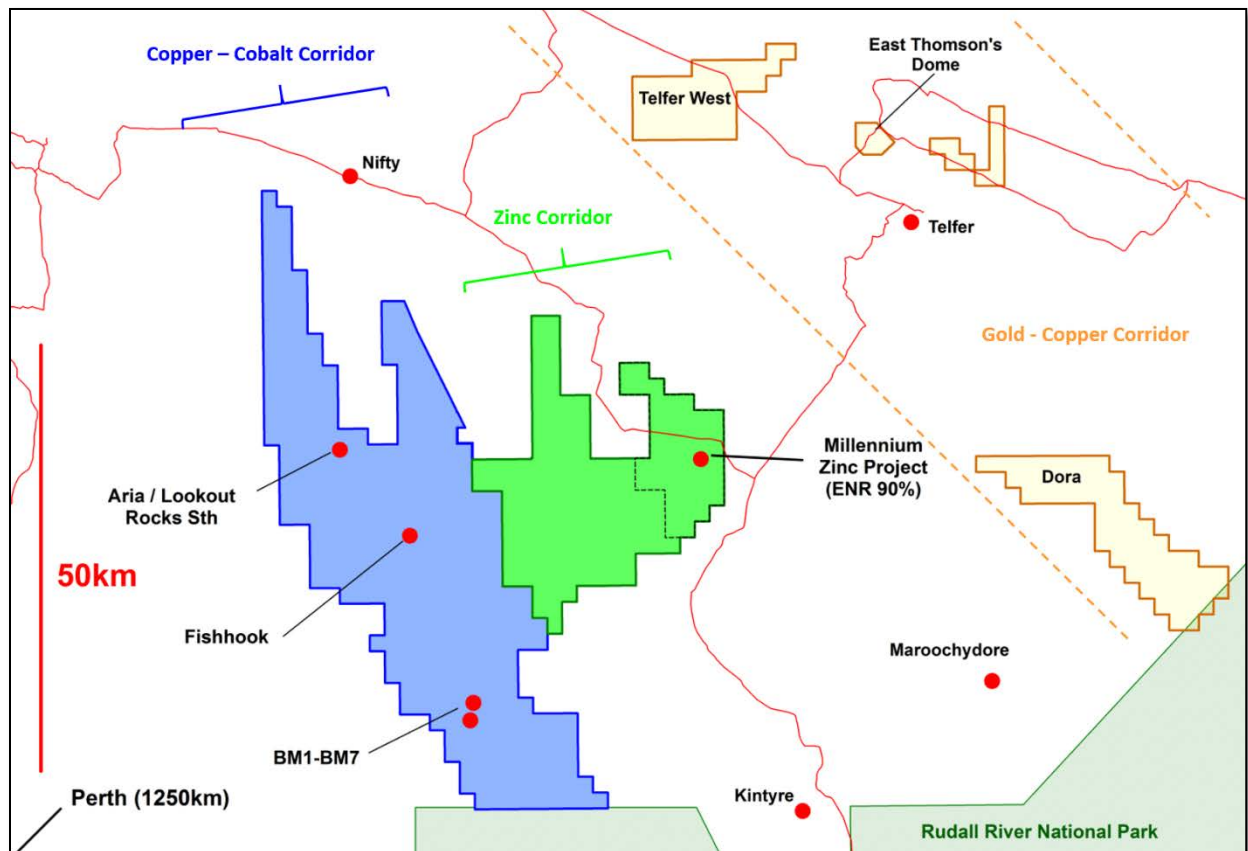 Copper – Cobalt Corridor
East Thomson's
Dome
Telfer West
Nifty
Zinc Corridor
Telfer
Gold - Copper Corridor
Millennium
Zinc Project
(ENR 90%)
Dora
Aria / Lookout
Rocks Sth
50km
Fishhook
Maroochydore
BM1-BM7
Perth (1250km)
Kintyre
Rudall River National Park